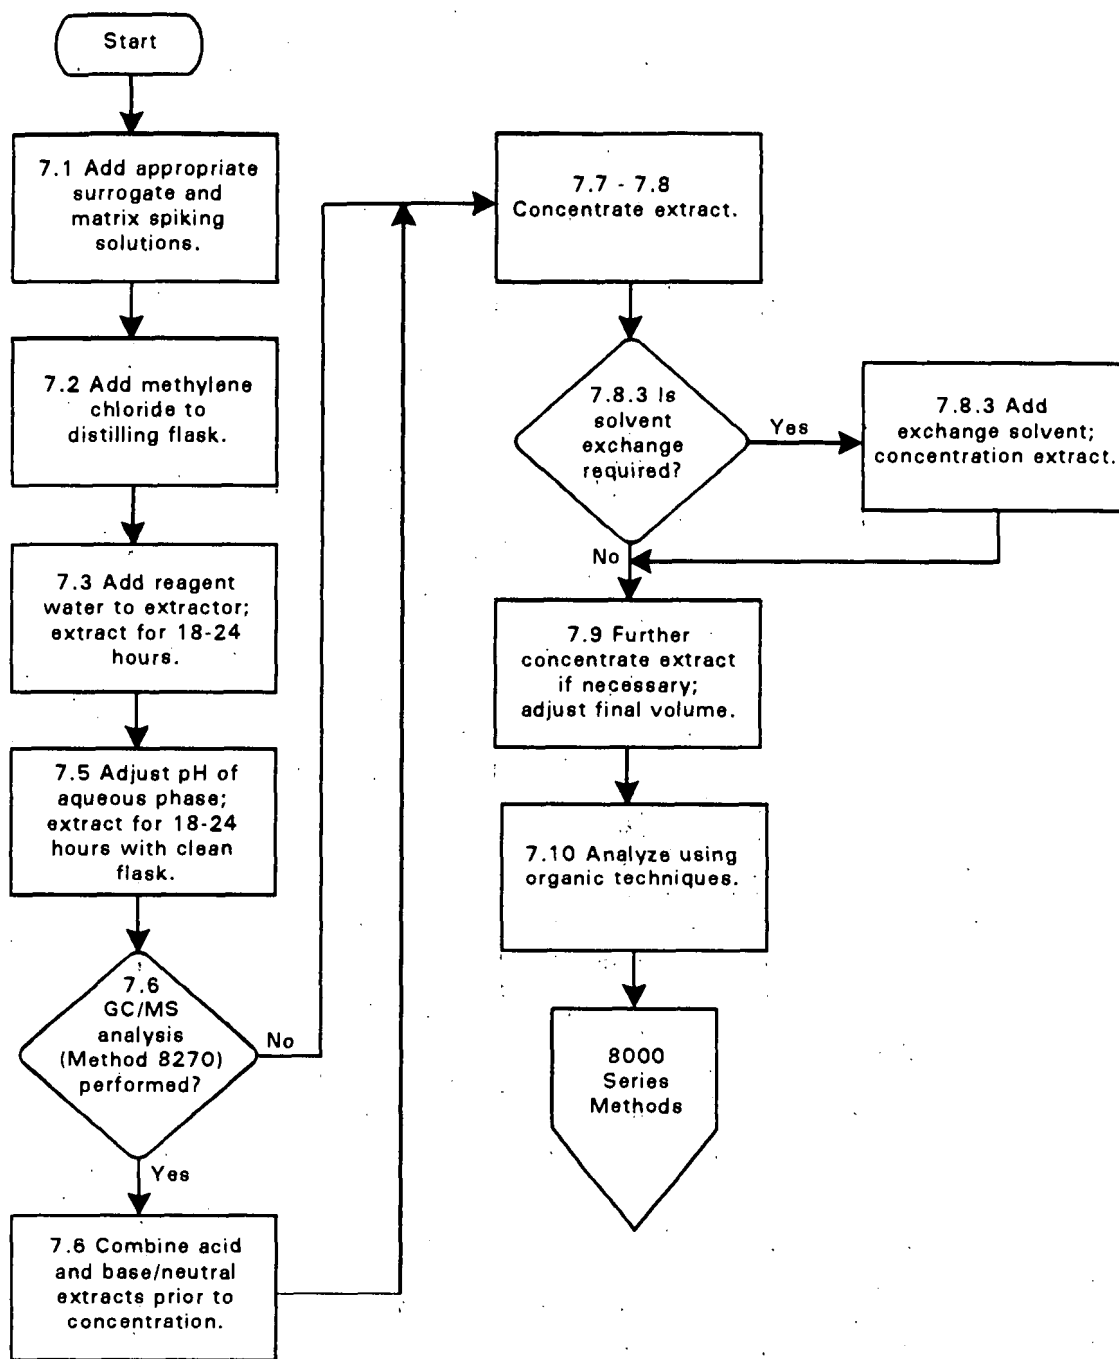 Start
7.1 Add appropriate
surrogate and
matrix spiking
solutions.
7.2 Add methylene
chloride to
distilling flask.
7.3 Add reagent
water to extractor;
extract for 18-24
hours.
7.5 Adjust pH of
aqueous phase;
extract for 18-24
hours with clean
flask.
7.6
GC/MS
analysis
(Method 8270)
performed?
No
Yes
7.6 Combine acid
and base/neutral
extracts prior to
concentration.
7.7 - 7.8
Concentrate extract.
7.8.3 Is
solvent
exchange
required?
Yes
7.8.3 Add
exchange solvent;
concentration extract.
No
7.9 Further
concentrate extract
if necessary;
adjust final volume.
7.10 Analyze using
organic techniques.
8000
Series
Methods